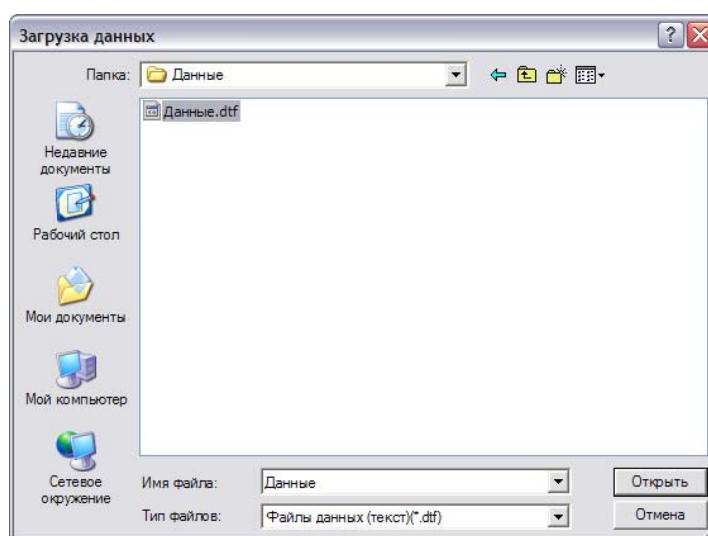 Загрузка данных
Папка:
Данные
Данные.dtf
Недавние
документы
Рабочий стол
Мои документы
Мой компьютер
Сетевое
окружение
Имя файла:
Данные
Открыть
Тип файлов:
Файлы данных (текст)(*.dtf)
Отмена